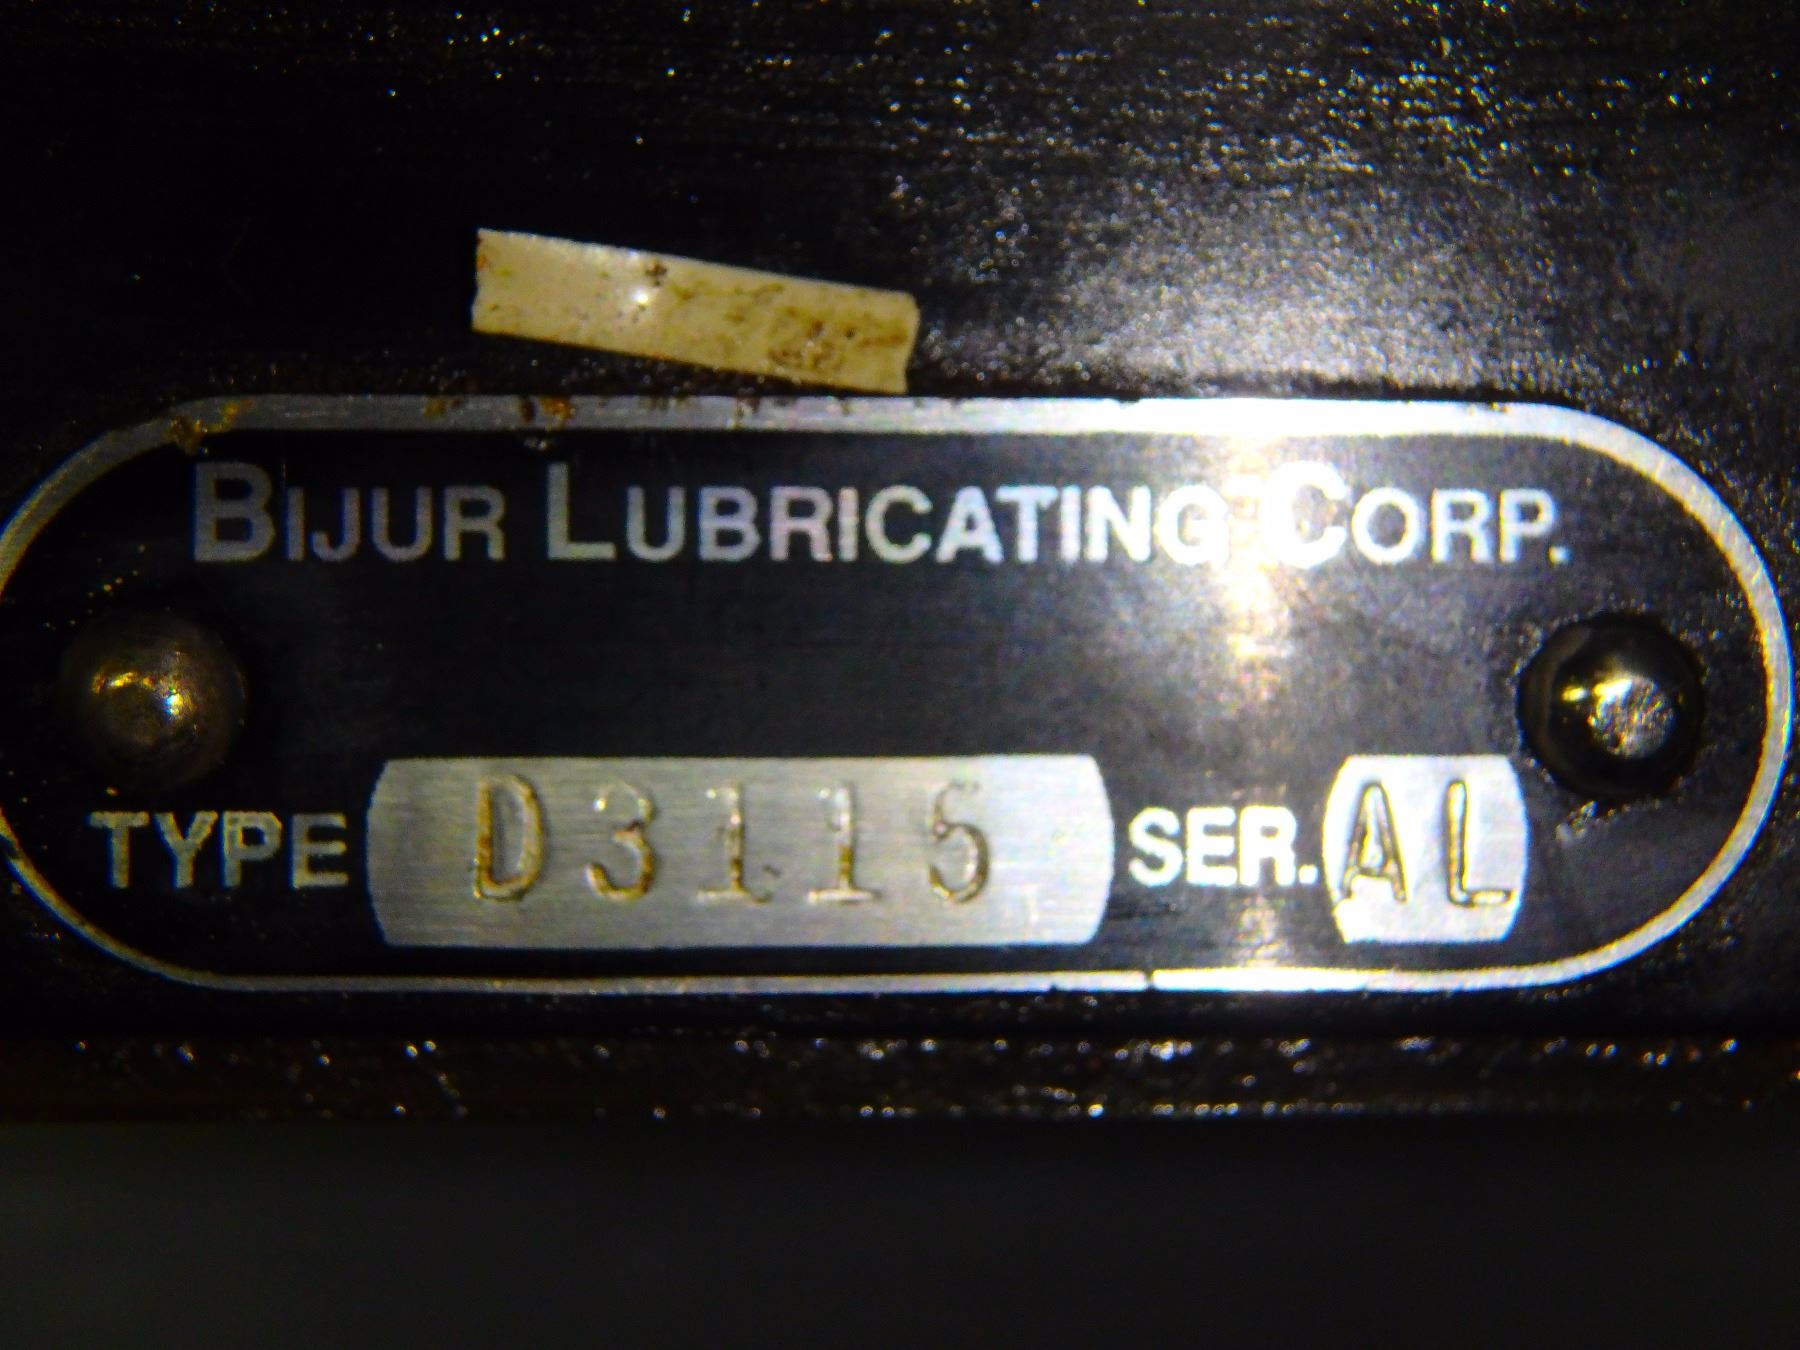 BIJUR LUBRICATING CORP.
TYPE D3115 SER. AL